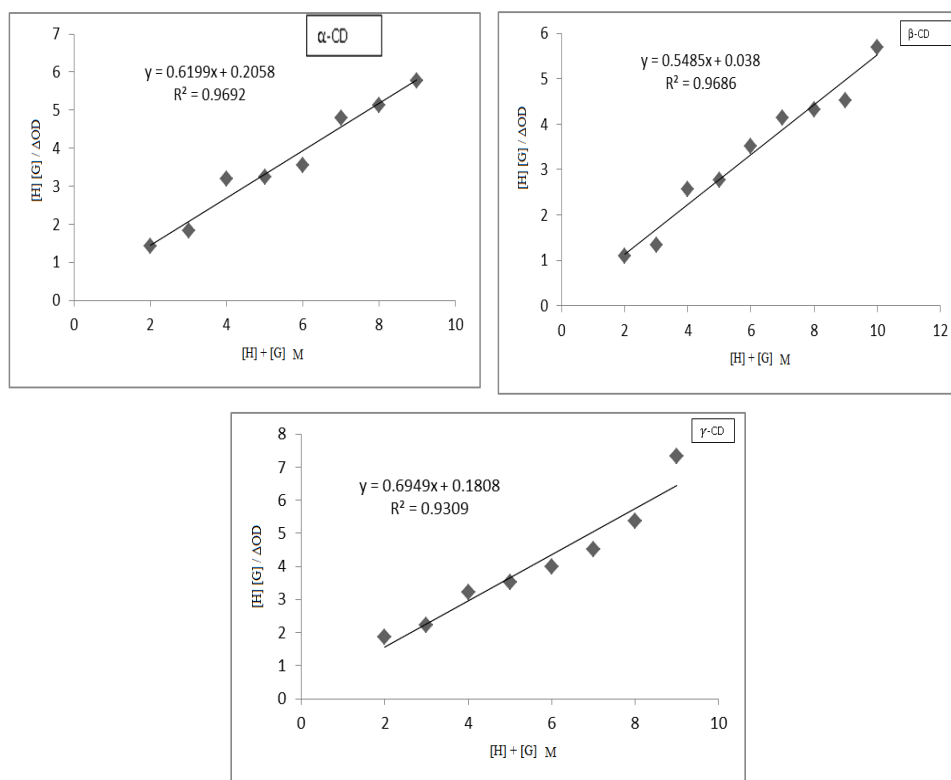 α-CD
y = 0.6199x + 0.2058
R² = 0.9692
[H] [G] / ΔOD
7
6
5
4
3
2
1
0
0 2 4 6 8 10
[H] + [G] M
β-CD
y = 0.5485x + 0.038
R² = 0.9686
[H] [G] / ΔOD
6
5
4
3
2
1
0
0 2 4 6 8 10 12
[H] + [G] M
γ-CD
y = 0.6949x + 0.1808
R² = 0.9309
[H] [G] / ΔOD
8
7
6
5
4
3
2
1
0
0 2 4 6 8 10
[H] + [G] M